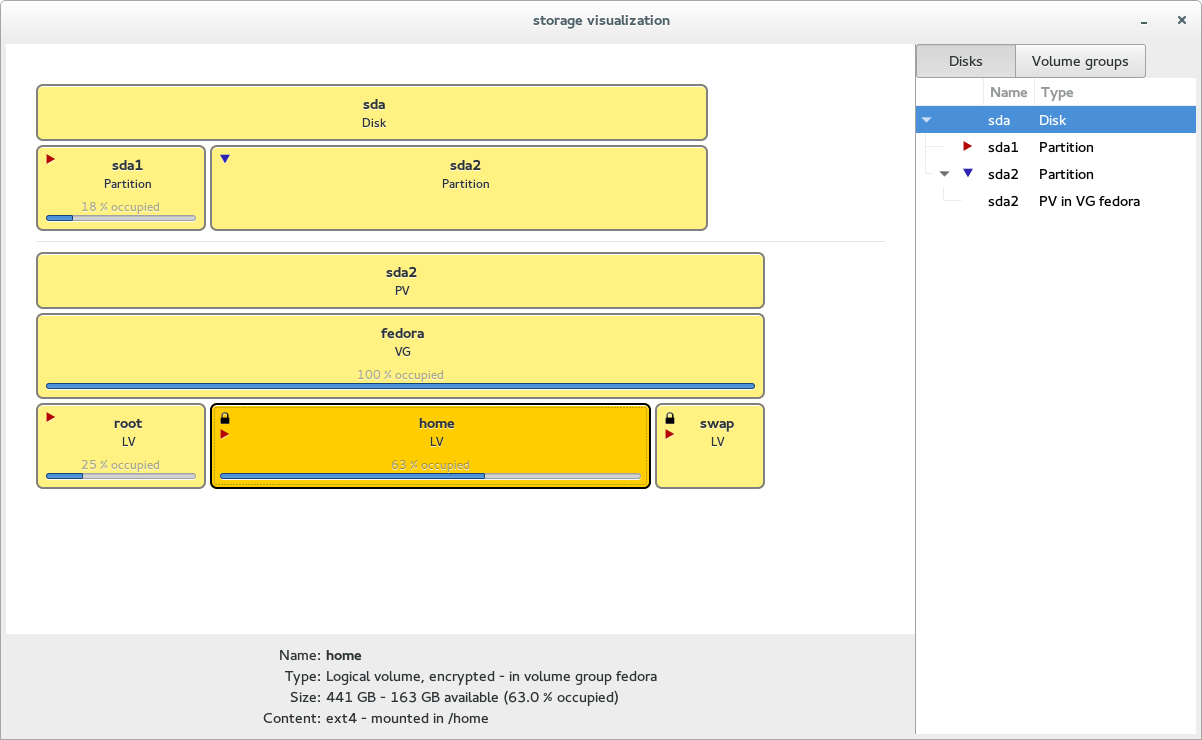 storage visualization
sda
Disk
sda1
Partition
18 % occupied
sda2
Partition
sda2
PV
fedora
VG
100 % occupied
root
LV
25 % occupied
home
LV
63 % occupied
swap
LV
Name: home
Type: Logical volume, encrypted - in volume group fedora
Size: 441 GB - 163 GB available (63.0 % occupied)
Content: ext4 - mounted in /home
Disks Volume groups
Name Type
sda Disk
sda1 Partition
sda2 Partition
sda2 PV in VG fedora